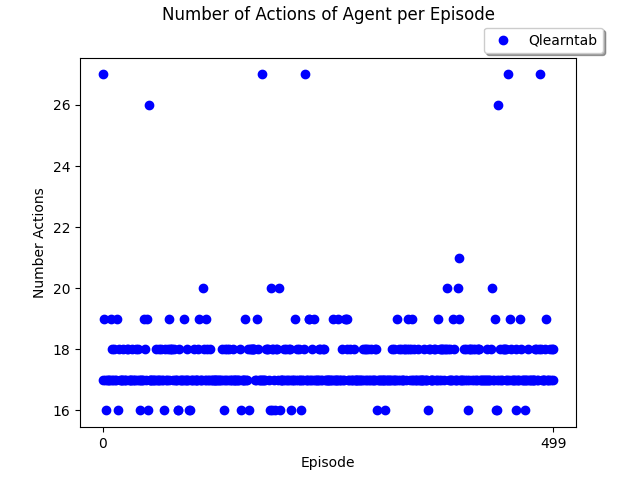 Number of Actions of Agent per Episode
Qlearntab
26
24
22
20
18
16
Number Actions
0
499
Episode